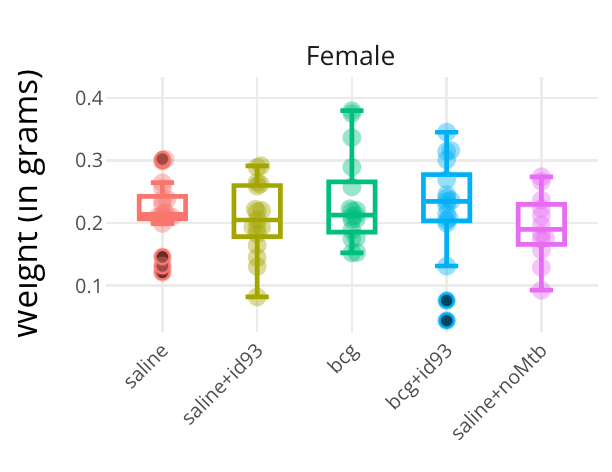 Female
Weight (in grams)
0.4
0.3
0.2
0.1
saline
saline+id93
bcg
bcg+id93
saline+noMtb